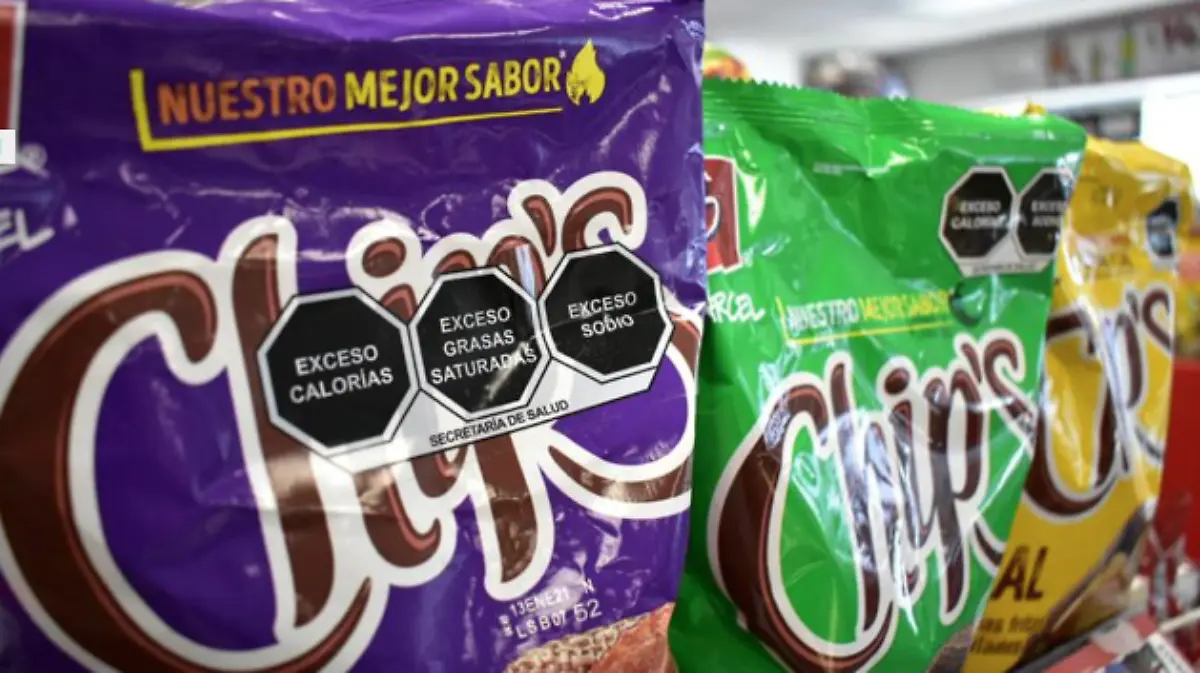 NUESTRO MEJOR SABOR
Chip's
EXCESO
CALORÍAS
EXCESO
GRASAS
SATURADAS
EXCESO
SODIO
SECRETARÍA DE SALUD
13ENE21 N
LSB07 52
EXCESO
CALORÍAS
NUESTRO MEJOR SABOR
Chip's
AL